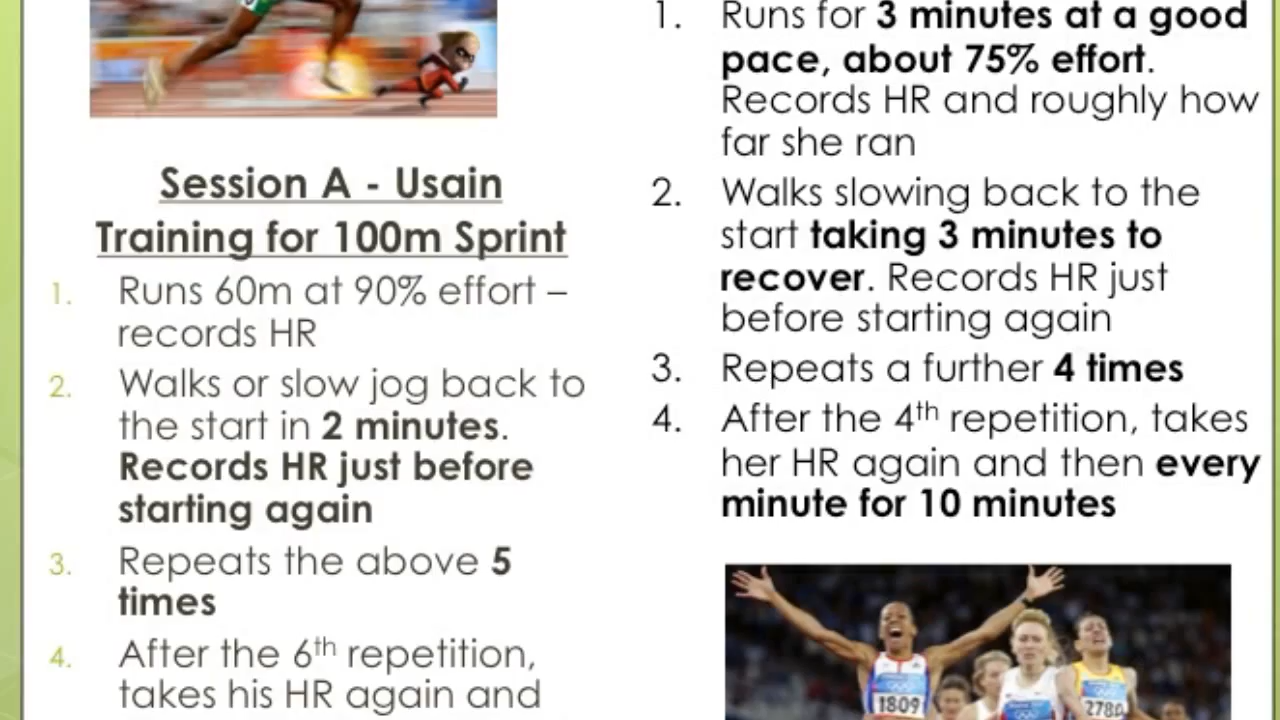 Session A - Usain
Training for 100m Sprint
1. Runs 60m at 90% effort –
records HR
2. Walks or slow jog back to
the start in 2 minutes.
Records HR just before
starting again
3. Repeats the above 5
times
4. After the 6th repetition,
takes his HR again and
1. Runs for 3 minutes at a good
pace, about 75% effort.
Records HR and roughly how
far she ran
2. Walks slowing back to the
start taking 3 minutes to
recover. Records HR just
before starting again
3. Repeats a further 4 times
4. After the 4th repetition, takes
her HR again and then every
minute for 10 minutes
1809
2780